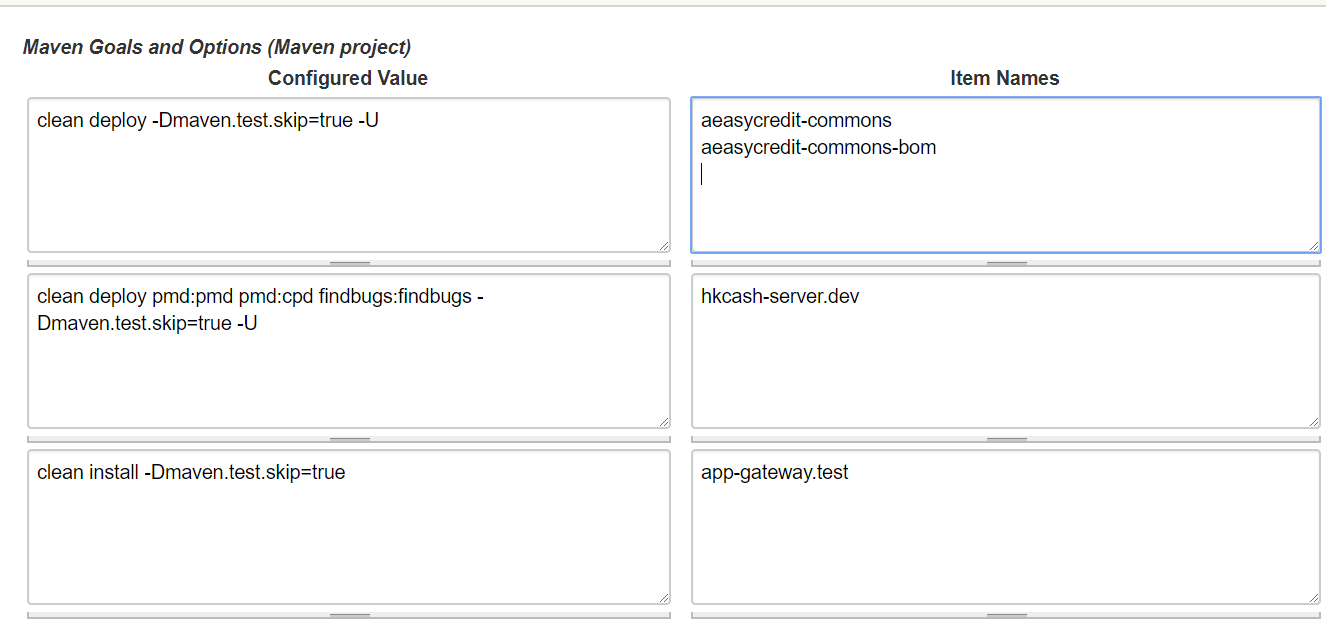 Maven Goals and Options (Maven project)
Configured Value
Item Names
clean deploy -Dmaven.test.skip=true -U
aeasycredit-commons
aeasycredit-commons-bom
clean deploy pmd:pmd pmd:cpd findbugs:findbugs -
Dmaven.test.skip=true -U
hkcash-server.dev
clean install -Dmaven.test.skip=true
app-gateway.test